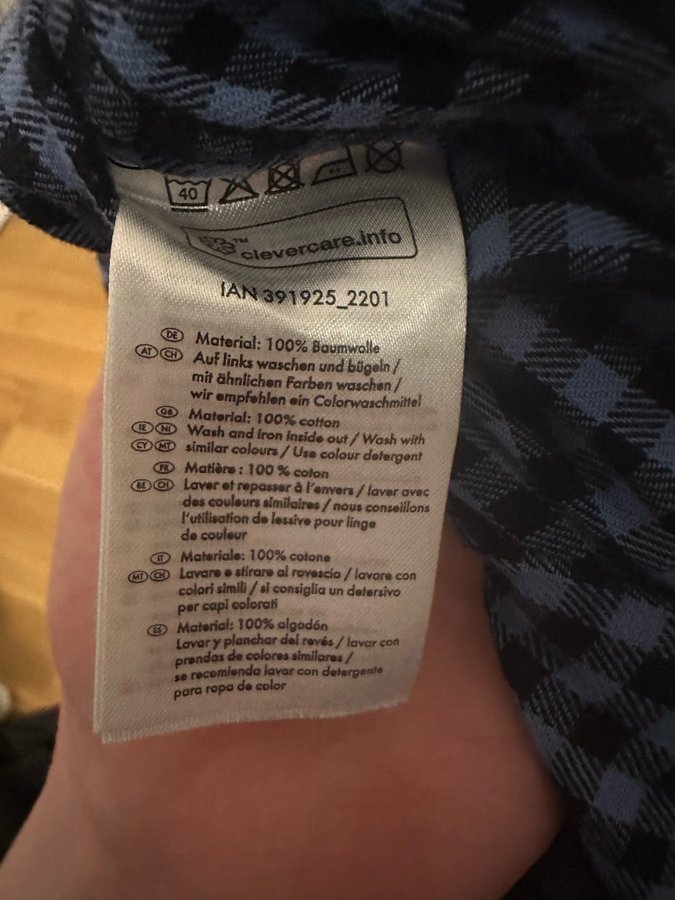 40
™ clevercare.info
IAN 391925_2201
DE Material: 100% Baumwolle
AT CH Auf links waschen und bügeln /
mit ähnlichen Farben waschen /
wir empfehlen ein Colorwaschmittel
GB Material: 100% cotton
IE NI Wash and iron inside out / Wash with
CY MT similar colours / Use colour detergent
FR Matière : 100 % coton
BE CH Laver et repasser à l'envers / laver avec
des couleurs similaires / nous conseillons
l'utilisation de lessive pour linge
de couleur
IT Materiale: 100% cotone
MT CH Lavare e stirare al rovescio / lavare con
colori simili / si consiglia un detersivo
per capi colorati
ES Material: 100% algodón
Lavar y planchar del revés / lavar con
prendas de colores similares /
se recomienda lavar con detergente
para ropa de color